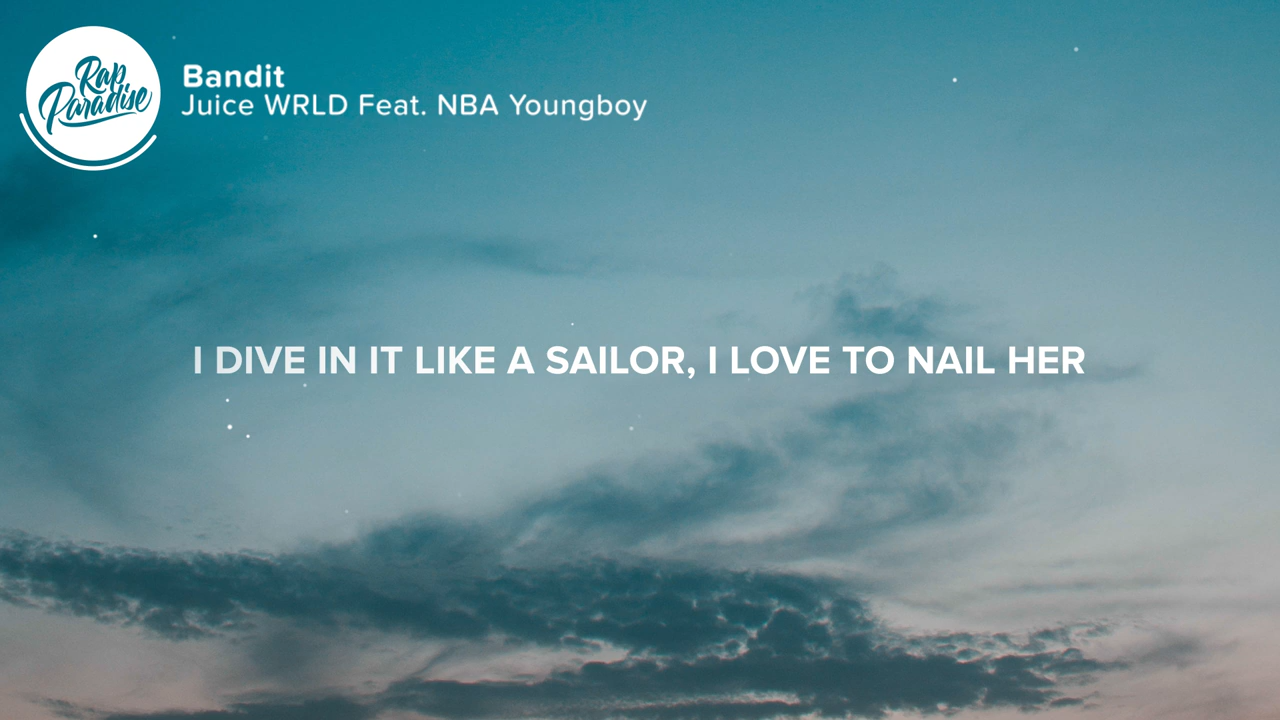 Rap
Paradise
Bandit
Juice WRLD Feat. NBA Youngboy
I DIVE IN IT LIKE A SAILOR, I LOVE TO NAIL HER